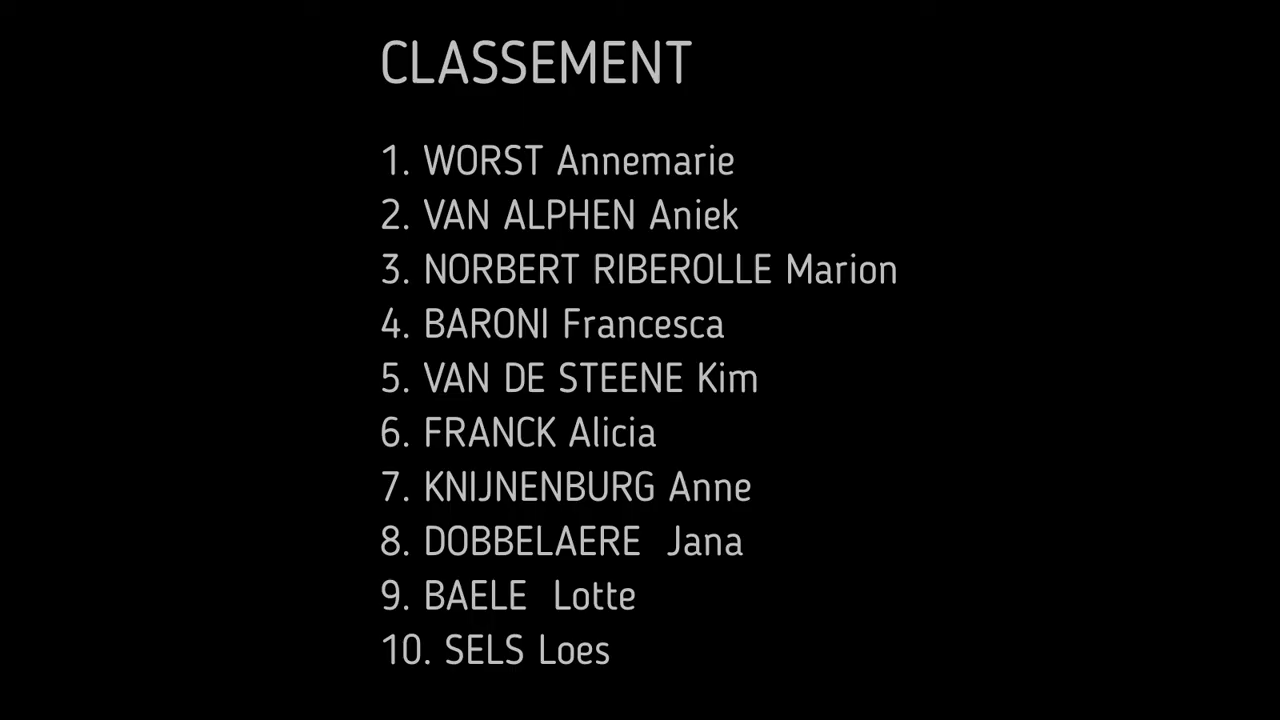 CLASSEMENT
1. WORST Annemarie
2. VAN ALPHEN Aniek
3. NORBERT RIBEROLLE Marion
4. BARONI Francesca
5. VAN DE STEENE Kim
6. FRANCK Alicia
7. KNIJNENBURG Anne
8. DOBBELAERE  Jana
9. BAELE  Lotte
10. SELS Loes